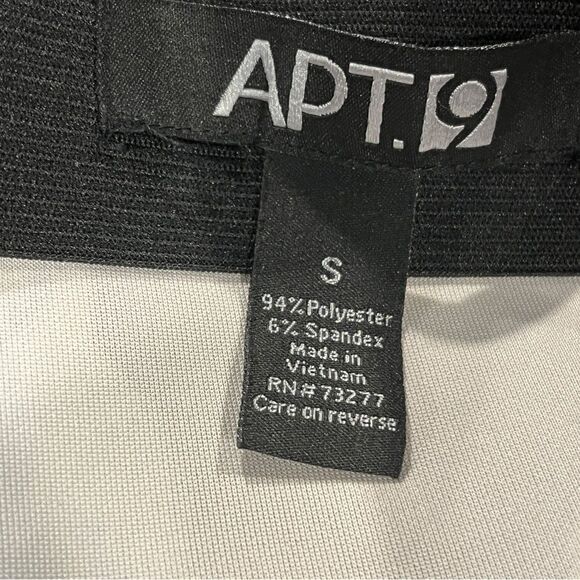 APT. 9
S
94% Polyester
6% Spandex
Made in
Vietnam
RN# 73277
Care on reverse